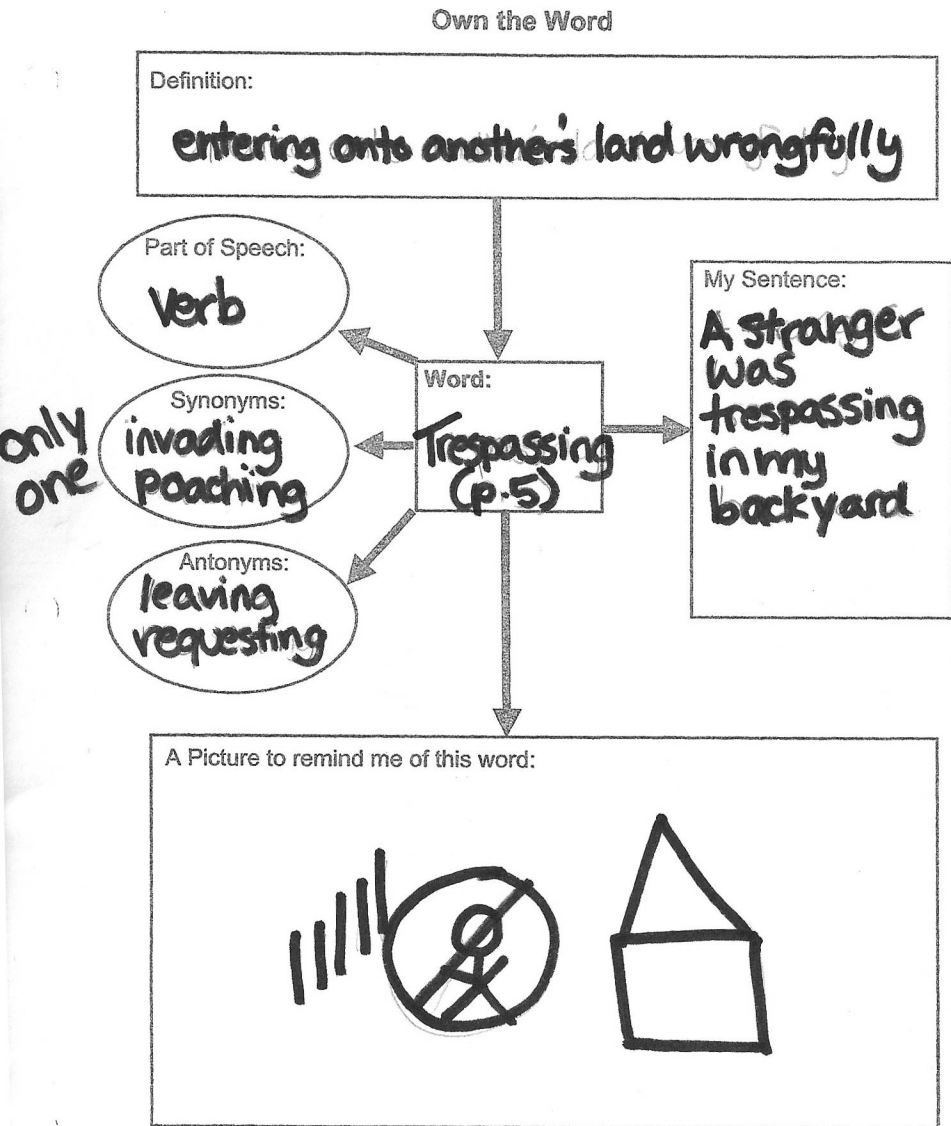 Own the Word
Definition:
entering onto another's land wrongfully
Part of Speech:
Verb
My Sentence:
A stranger
was
trespassing
in my
backyard
Word:
Trespassing
(p.5)
Synonyms:
invading
poaching
only
one
Antonyms:
leaving
requesting
A Picture to remind me of this word: